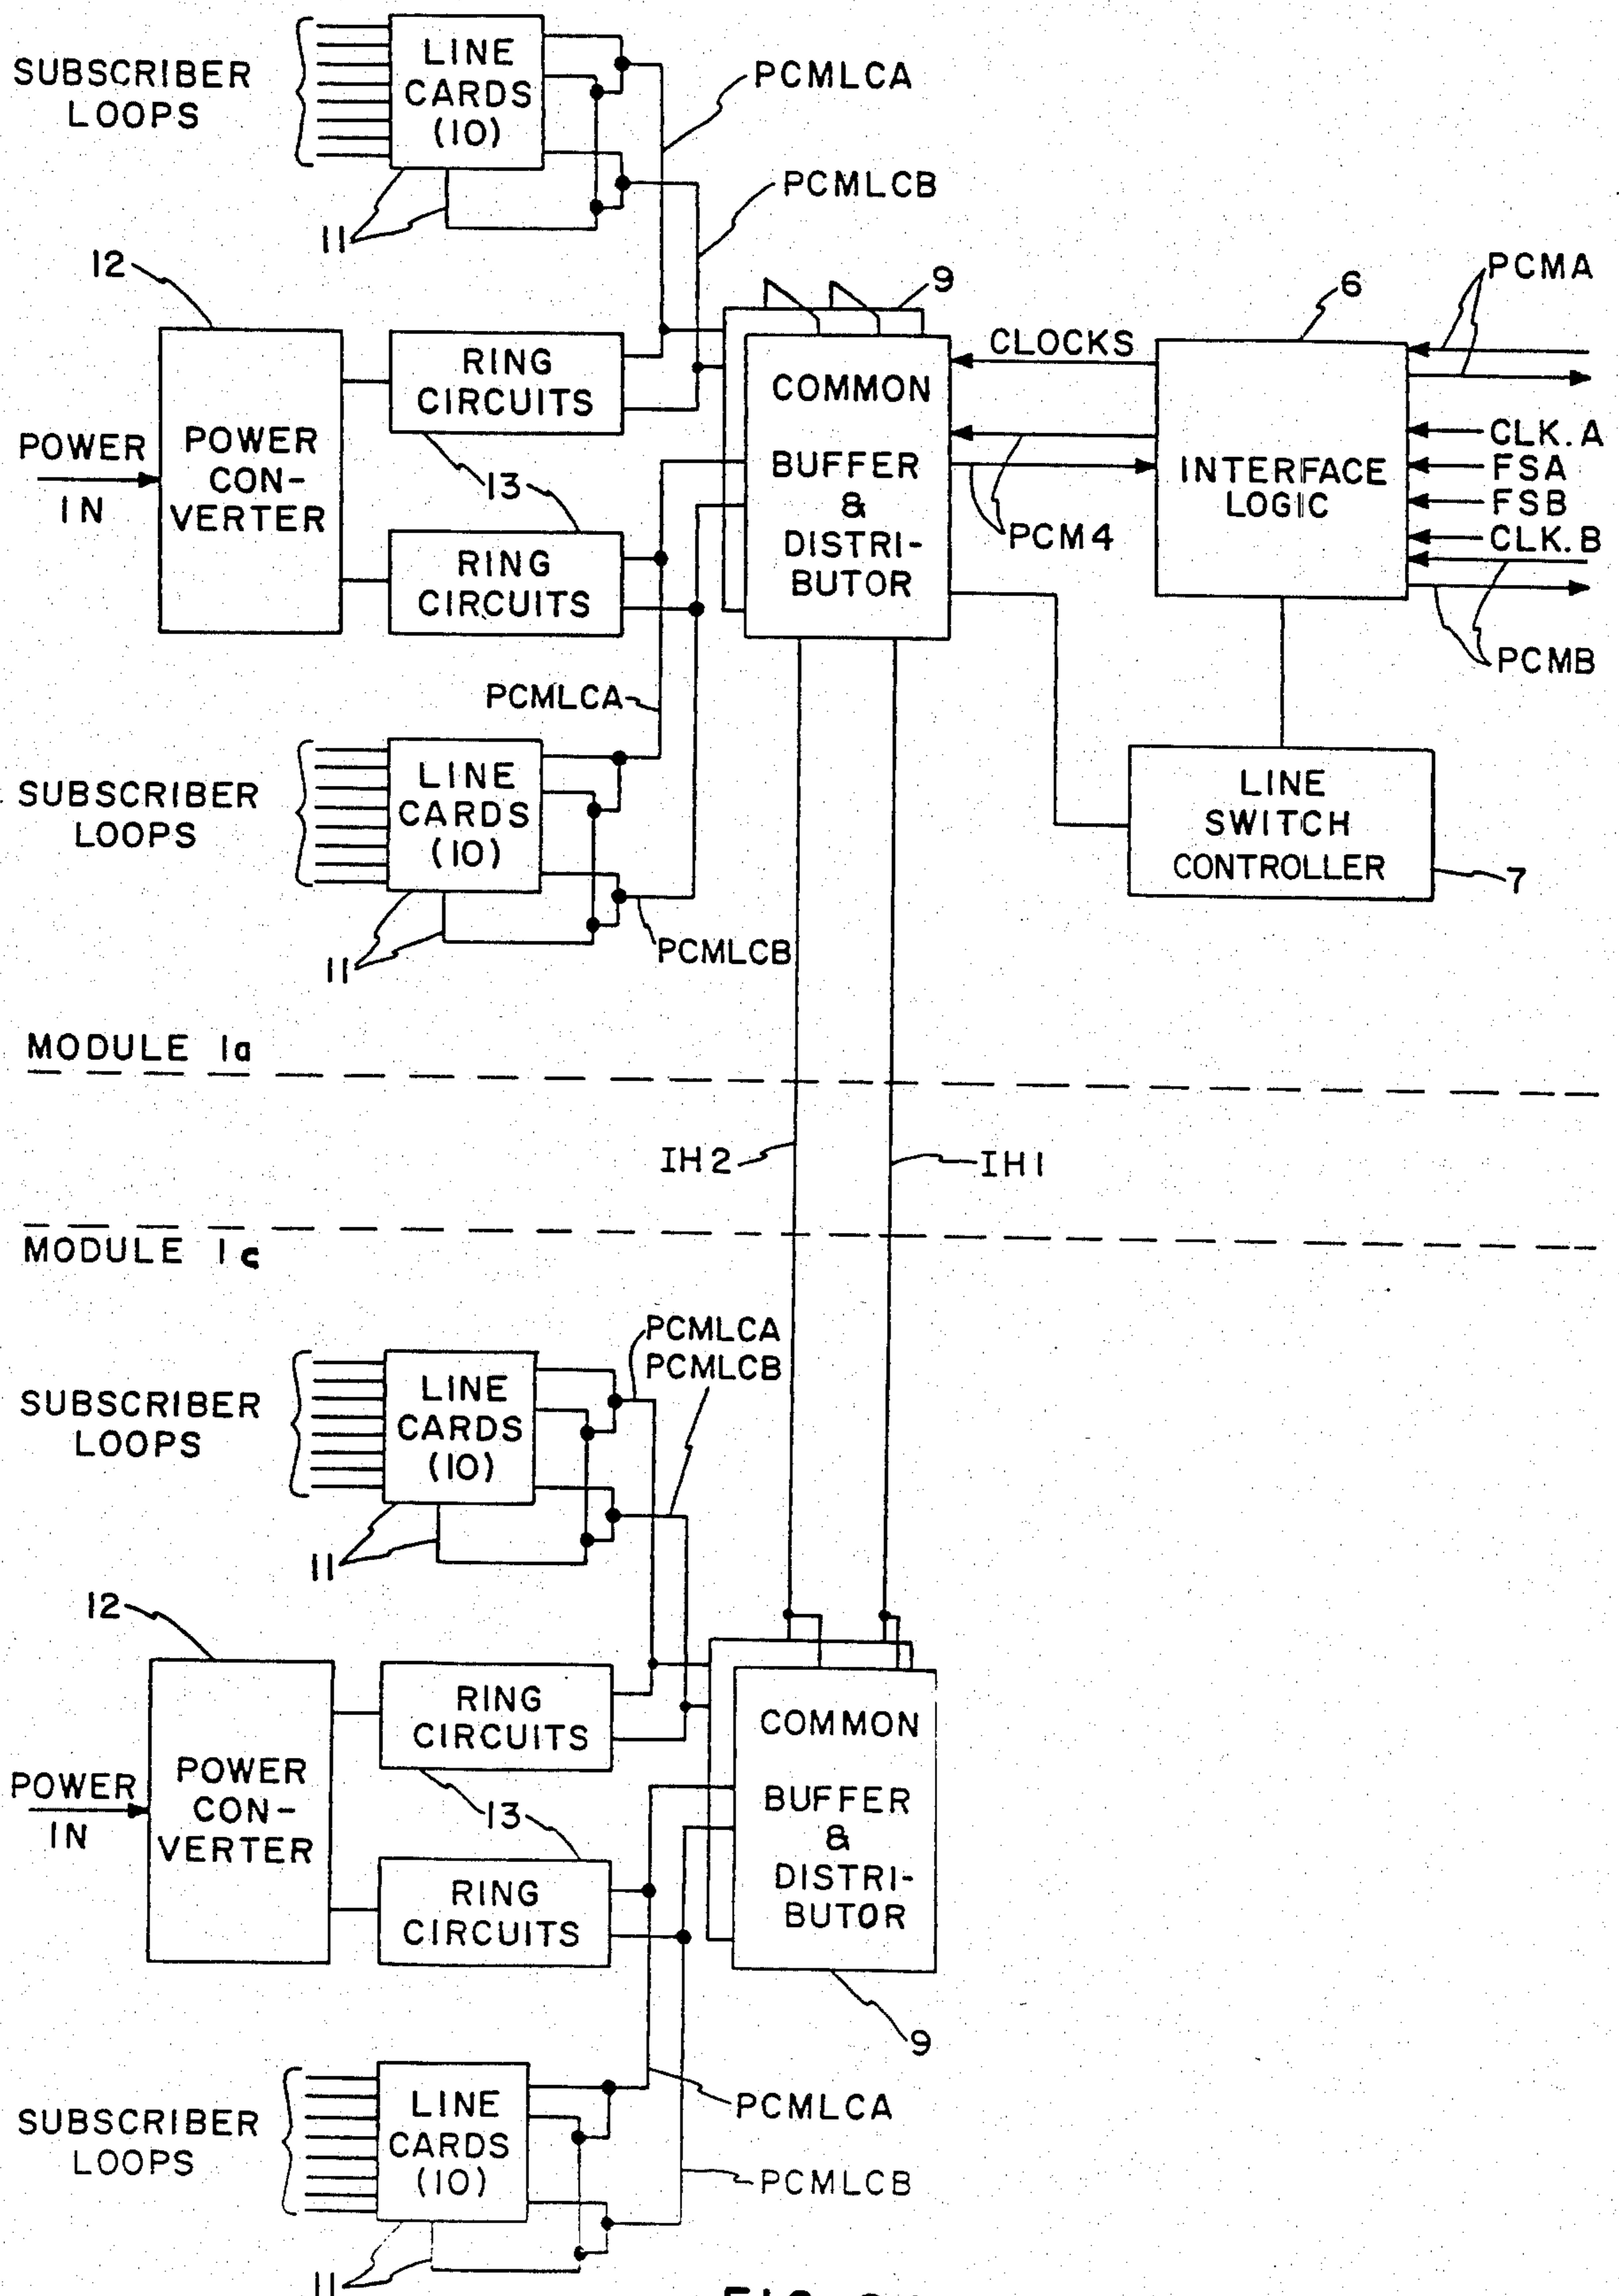 SUBSCRIBER
LOOPS
LINE
CARDS
(10)
PCMLCA
PCMLCB
11
12
9
6
PCMA
POWER
IN
POWER
CON-
VERTER
RING
CIRCUITS
13
RING
CIRCUITS
COMMON
BUFFER
&
DISTRI-
BUTOR
CLOCKS
PCM4
INTERFACE
LOGIC
CLK.A
FSA
FSB
CLK.B
PCMB
PCMLCA
SUBSCRIBER
LOOPS
LINE
CARDS
(10)
11
PCMLCB
LINE
SWITCH
CONTROLLER
7
MODULE 1a
IH2
IH1
MODULE 1c
PCMLCA
PCMLCB
SUBSCRIBER
LOOPS
LINE
CARDS
(10)
11
12
POWER
IN
POWER
CON-
VERTER
RING
CIRCUITS
13
RING
CIRCUITS
COMMON
BUFFER
&
DISTRI-
BUTOR
9
SUBSCRIBER
LOOPS
LINE
CARDS
(10)
PCMLCA
PCMLCB
11